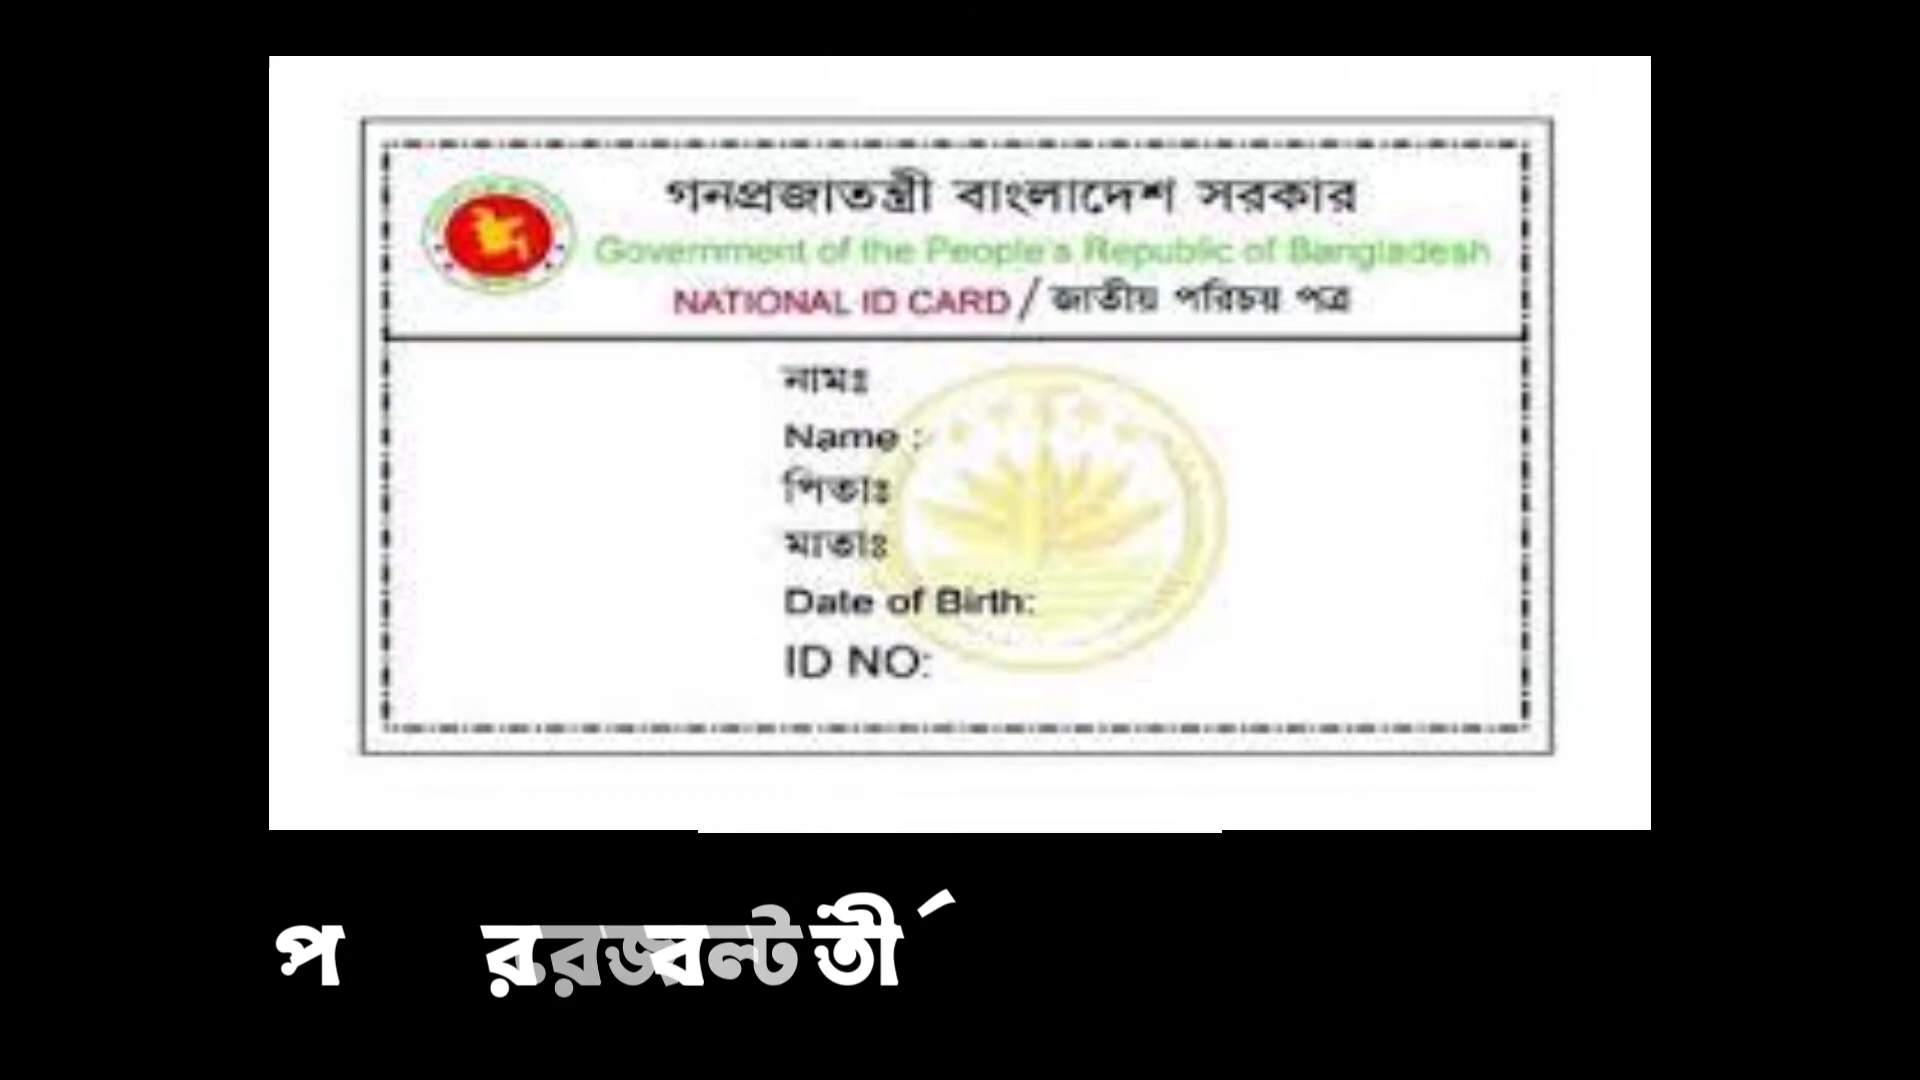 গনপ্রজাতন্ত্রী বাংলাদেশ সরকার
Government of the People's Republic of Bangladesh
NATIONAL ID CARD / জাতীয় পরিচয় পত্র
নামঃ
Name :
পিতাঃ
মাতাঃ
Date of Birth:
ID NO: